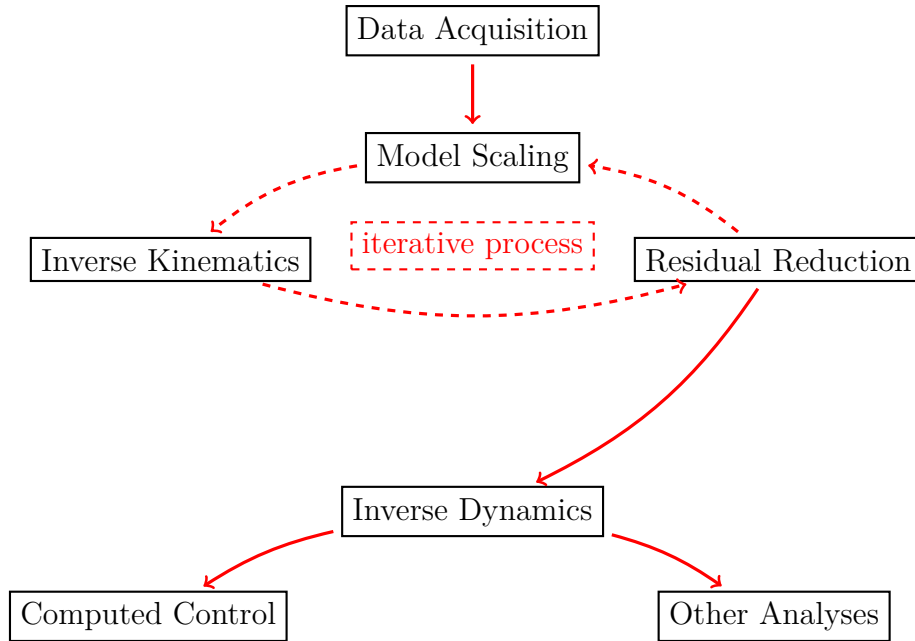 Data Acquisition
Model Scaling
iterative process
Inverse Kinematics
Residual Reduction
Inverse Dynamics
Computed Control
Other Analyses